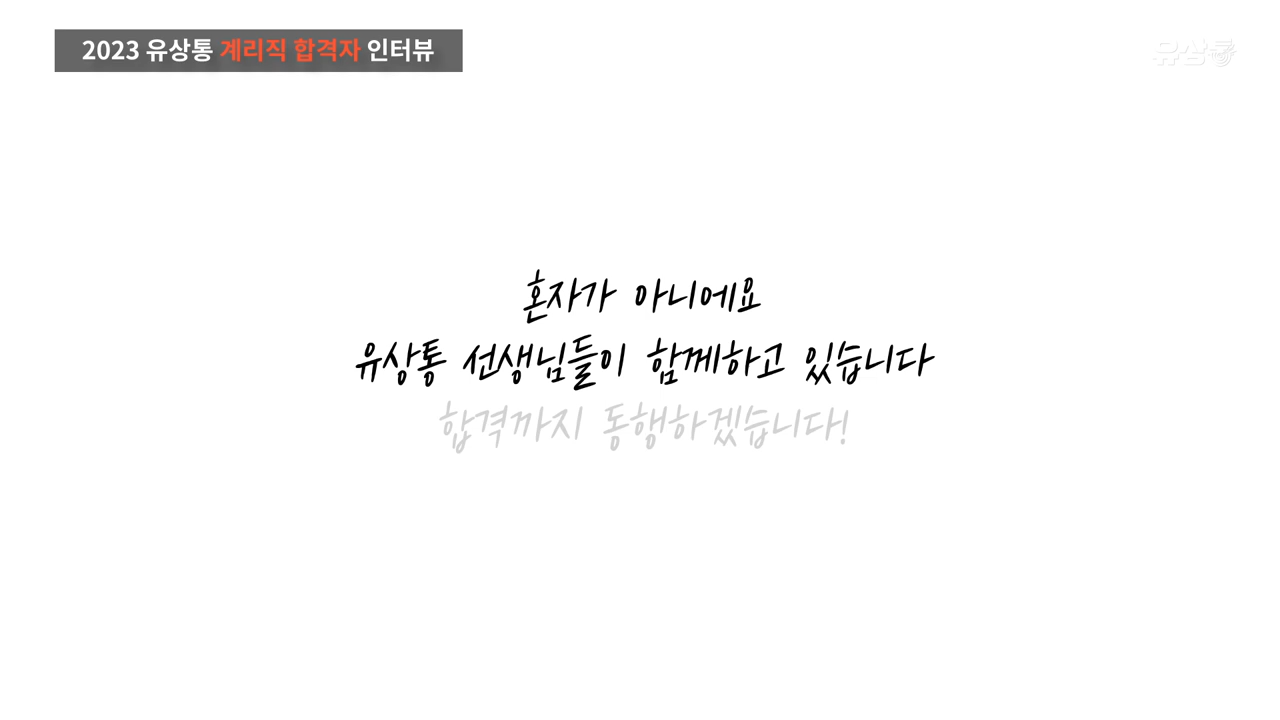 2023 유상통 계리직 합격자 인터뷰
유상통
혼자가 아니에요
유상통 선생님들이 함께하고 있습니다
합격까지 동행하겠습니다!